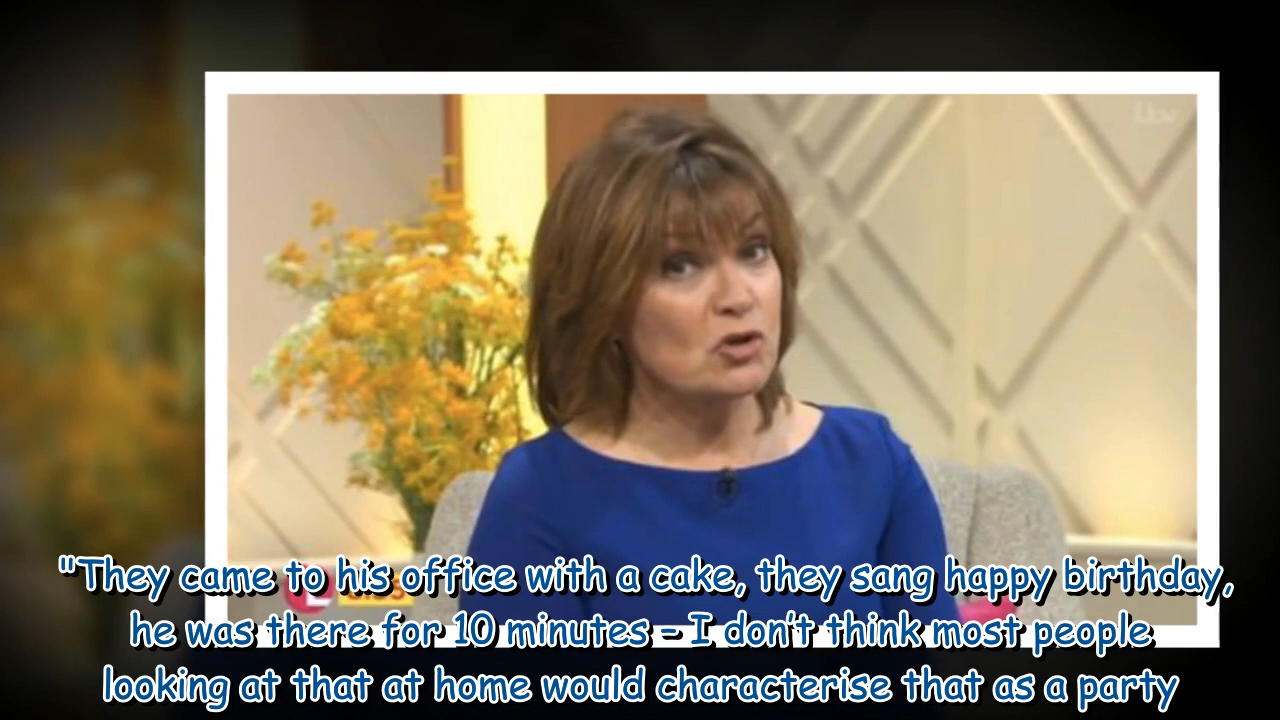 itv
"They came to his office with a cake, they sang happy birthday,
he was there for 10 minutes – I don't think most people
looking at that at home would characterise that as a party